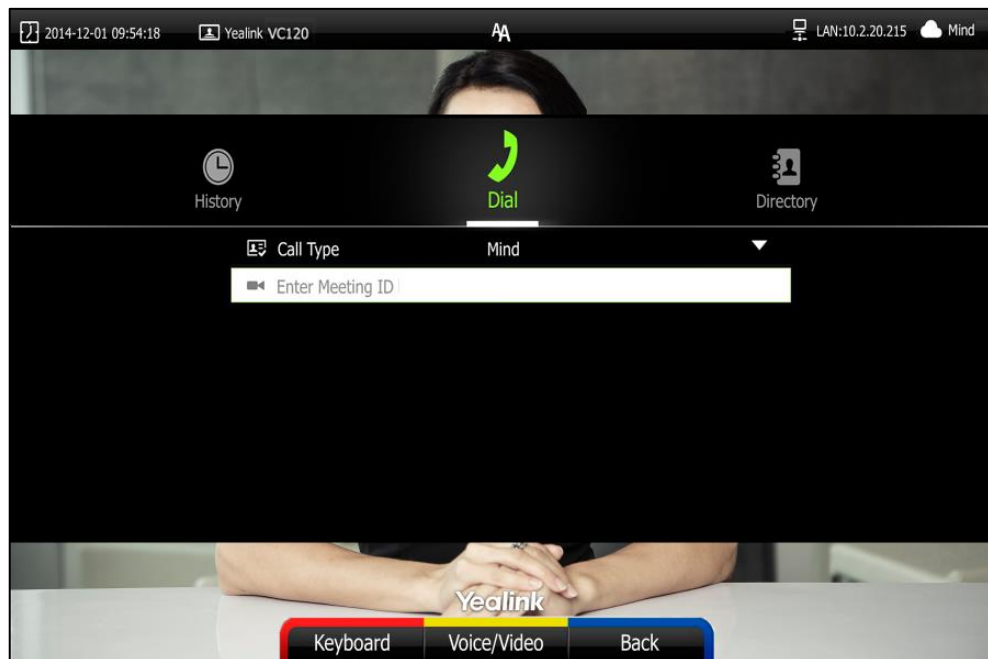 2014-12-01 09:54:18 Yealink VC120 AA LAN:10.2.20.215 Mind
History Dial Directory
Call Type Mind
Enter Meeting ID
Yealink
Keyboard Voice/Video Back